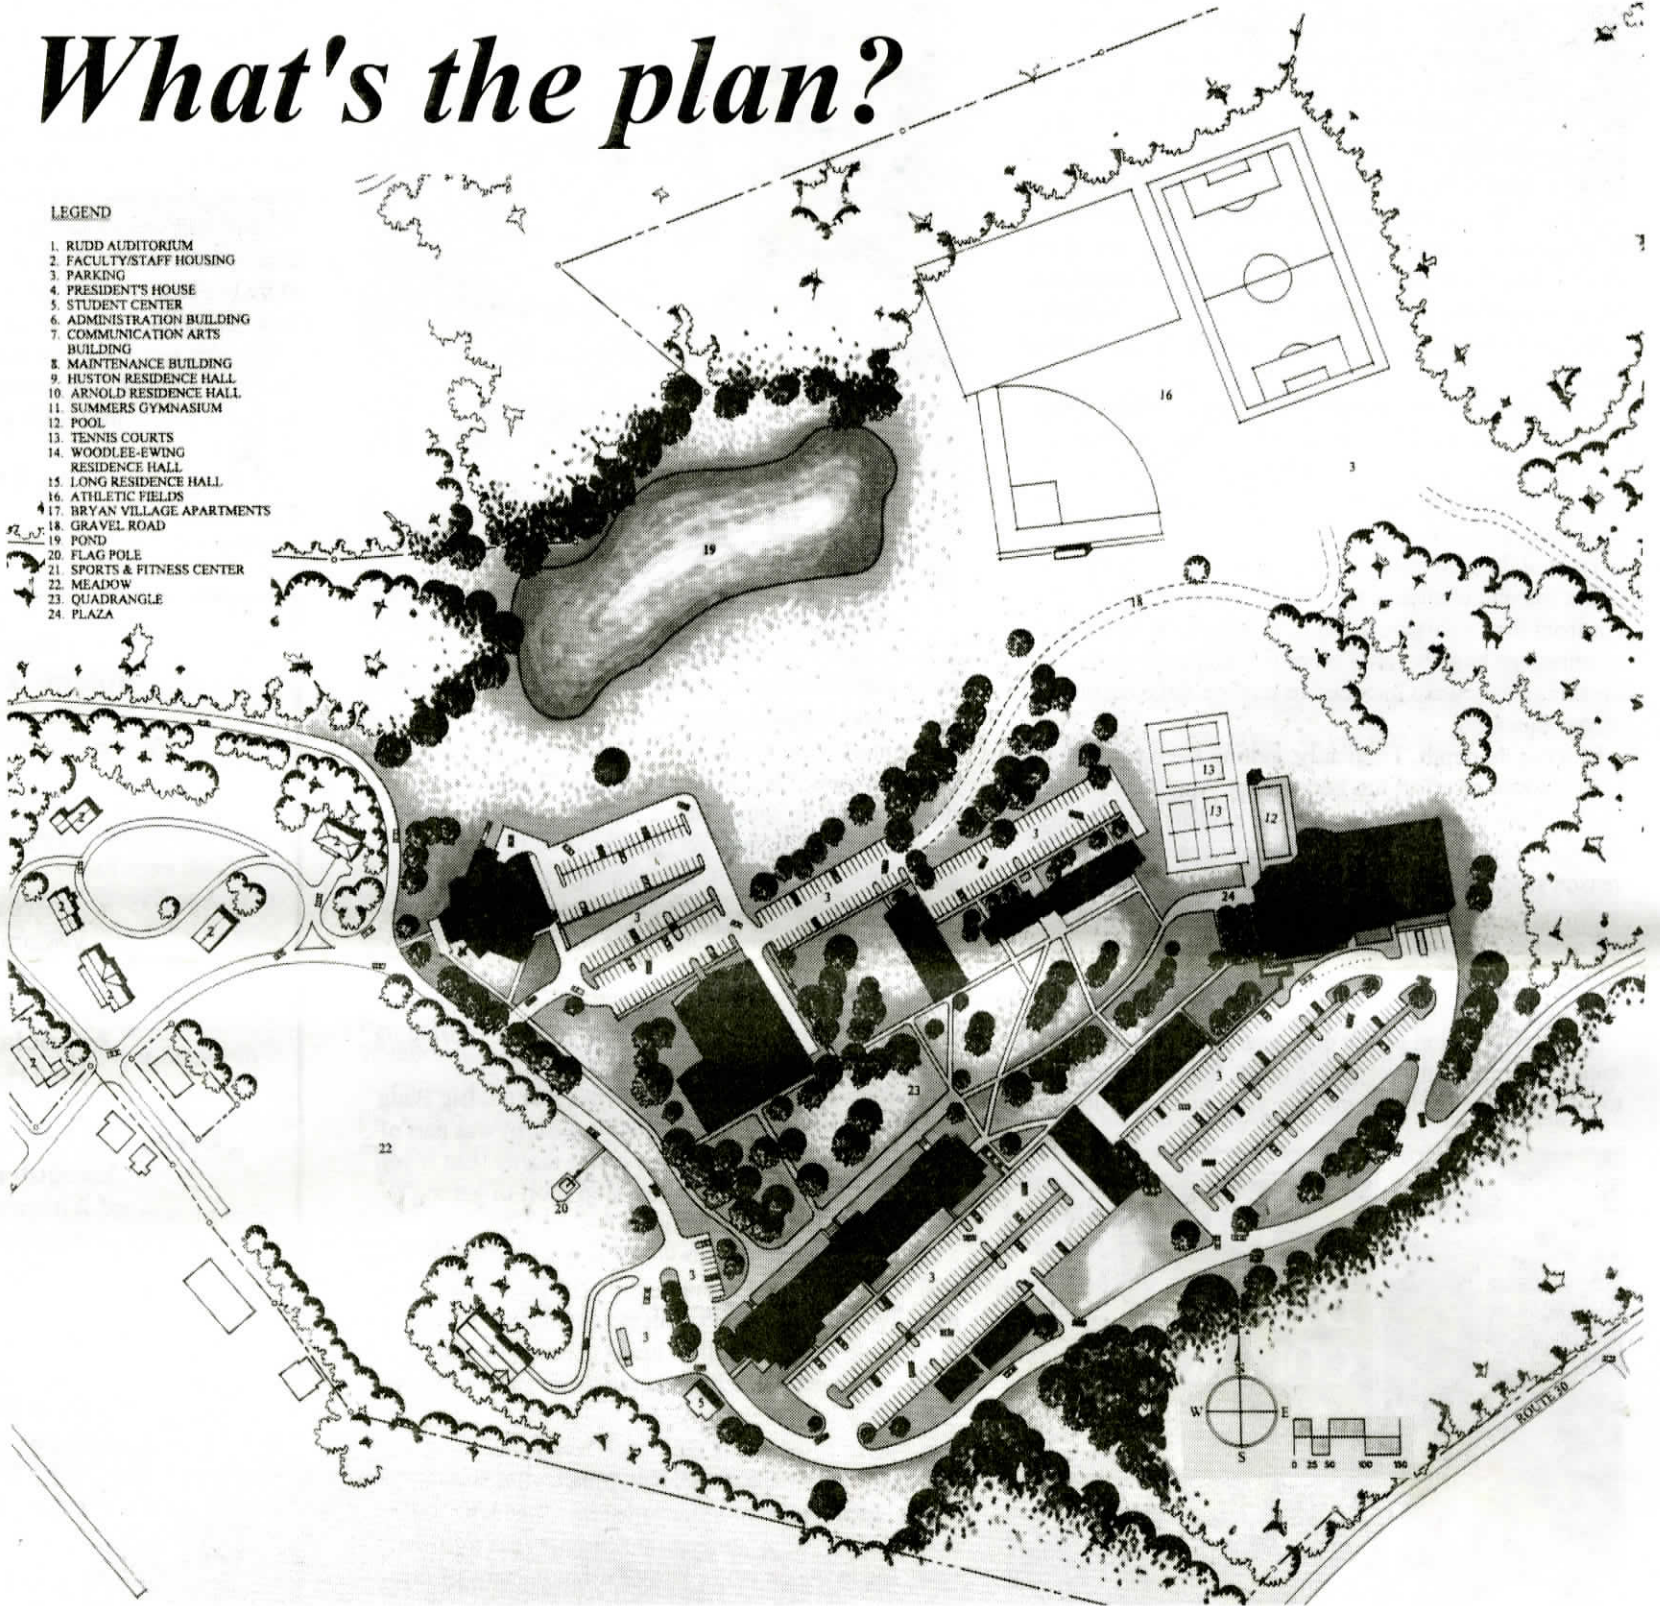 What's the plan?
LEGEND
1. RUDD AUDITORIUM
2. FACULTY/STAFF HOUSING
3. PARKING
4. PRESIDENT'S HOUSE
5. STUDENT CENTER
6. ADMINISTRATION BUILDING
7. COMMUNICATION ARTS
BUILDING
8. MAINTENANCE BUILDING
9. HUSTON RESIDENCE HALL
10. ARNOLD RESIDENCE HALL
11. SUMMERS GYMNASIUM
12. POOL
13. TENNIS COURTS
14. WOODLEE-EWING
RESIDENCE HALL
15. LONG RESIDENCE HALL
16. ATHLETIC FIELDS
17. BRYAN VILLAGE APARTMENTS
18. GRAVEL ROAD
19. POND
20. FLAG POLE
21. SPORTS & FITNESS CENTER
22. MEADOW
23. QUADRANGLE
24. PLAZA
16
3
19
18
13
13
12
2
3
3
2
2
3
24
2
3
23
22
20
3
3
3
5
W E
S
0 25 50 100 150
ROUTE 30